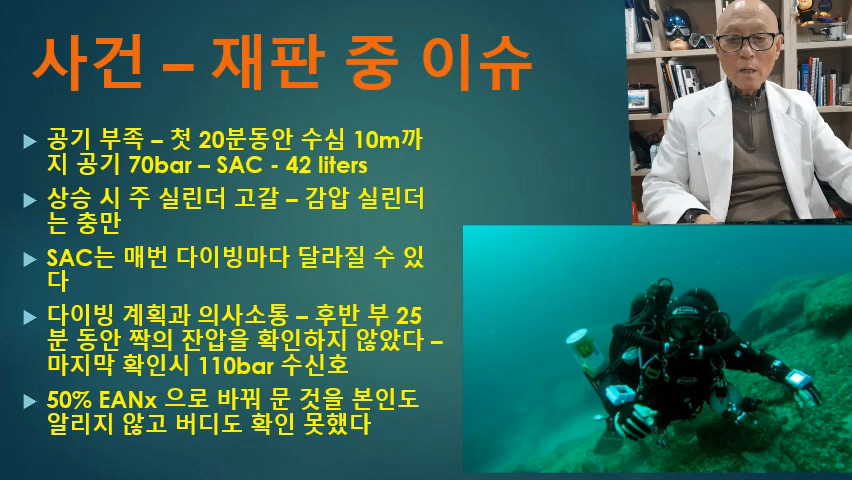 사건 – 재판 중 이슈
공기 부족 – 첫 20분동안 수심 10m까
지 공기 70bar – SAC - 42 liters
상승 시 주 실린더 고갈 – 감압 실린더
는 충만
SAC는 매번 다이빙마다 달라질 수 있
다
다이빙 계획과 의사소통 – 후반 부 25
분 동안 짝의 잔압을 확인하지 않았다 –
마지막 확인시 110bar 수신호
50% EANx 으로 바꿔 문 것을 본인도
알리지 않고 버디도 확인 못했다